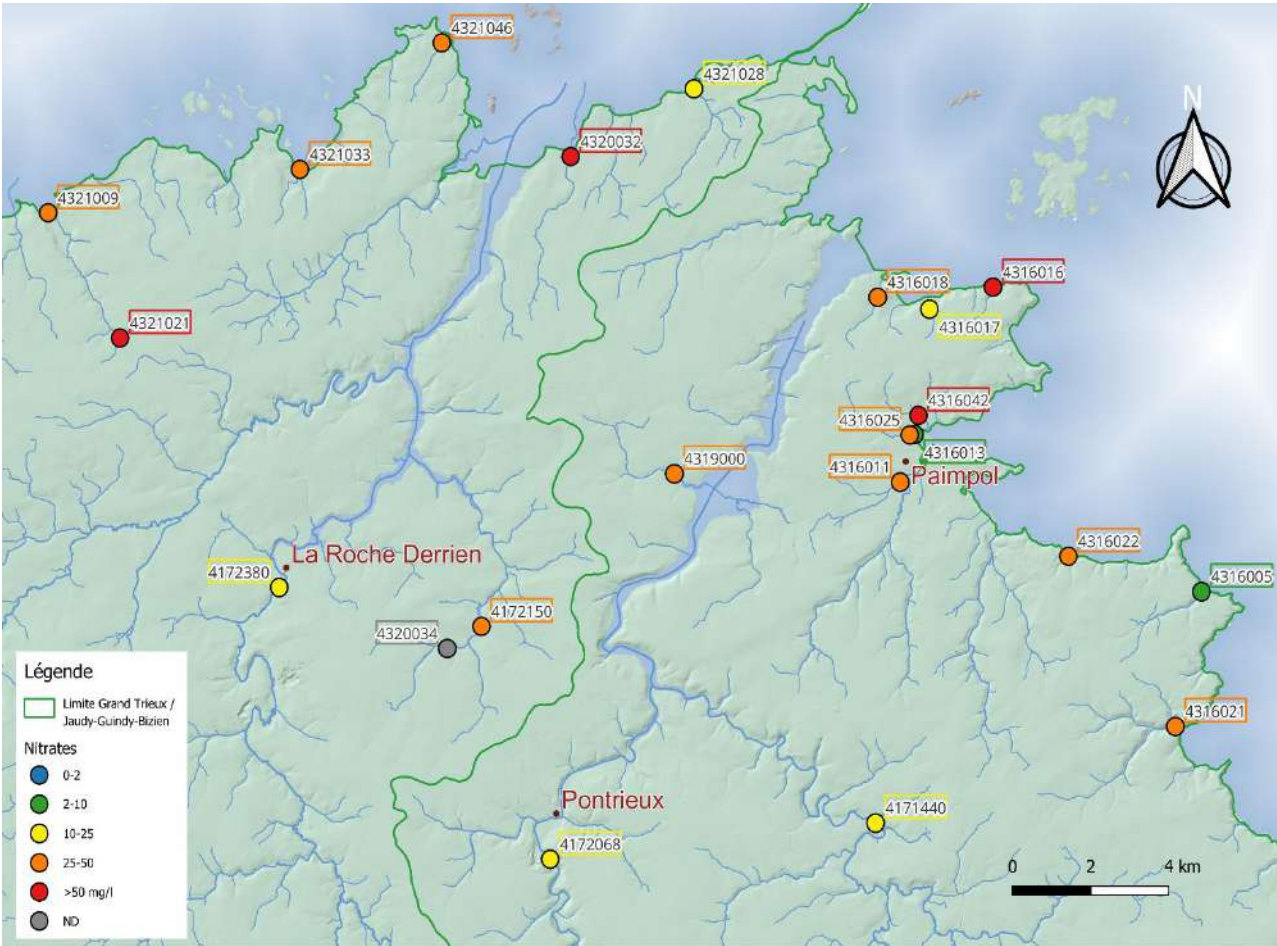 4321046
4321028
N
4320032
4321033
4321009
4316018
4316016
4316017
4321021
4316042
4316025
4316013
4319000
4316011
Paimpol
La Roche Derrien
4172380
4316022
4316005
4172150
4320034
4316021
Pontrieux
4171440
4172068
0 2 4 km
Légende
Limite Grand Trieux /
Jaudy-Guindy-Bizien
Nitrates
0-2
2-10
10-25
25-50
>50 mg/l
ND